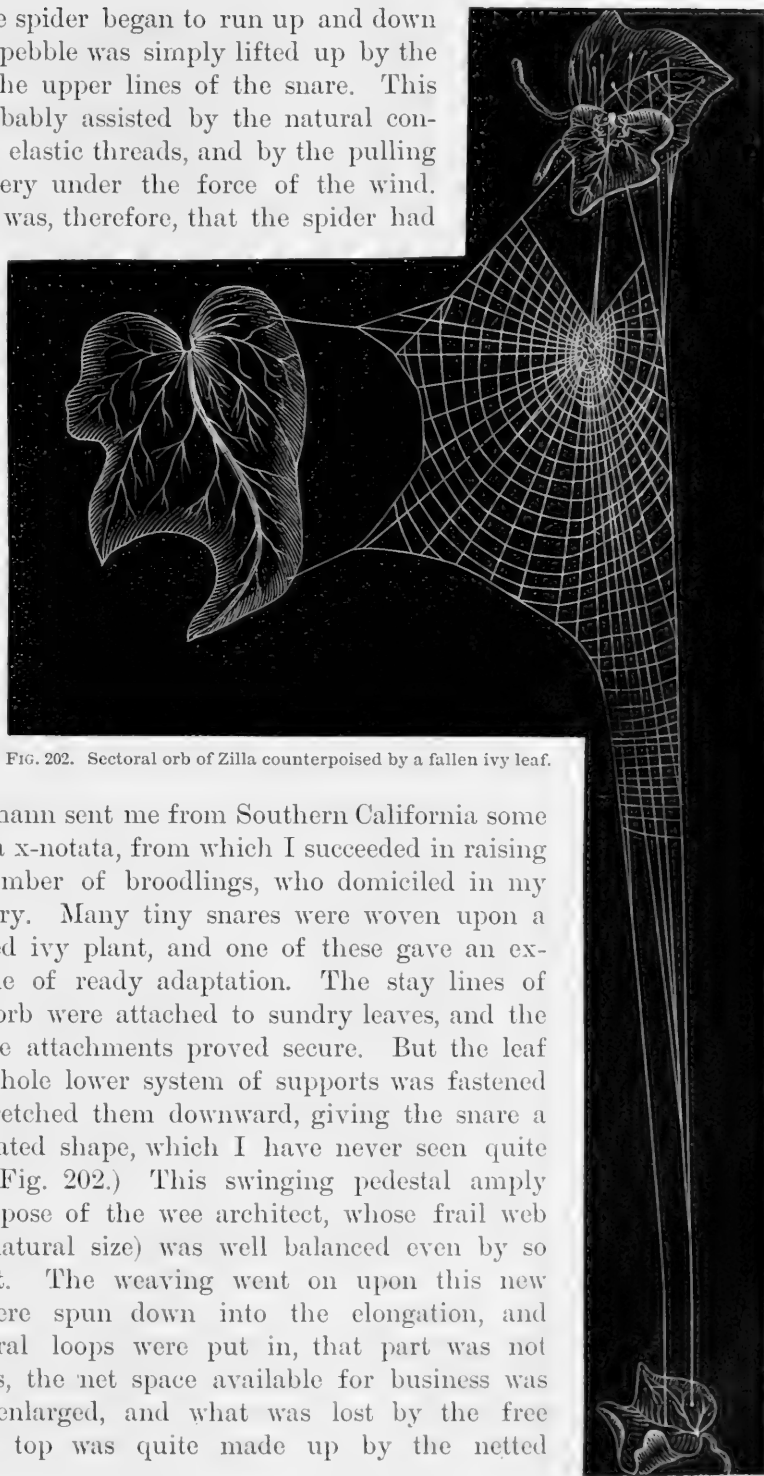 e spider began to run up and down
pebble was simply lifted up by the
he upper lines of the snare. This
bably assisted by the natural con-
elastic threads, and by the pulling
ery under the force of the wind.
was, therefore, that the spider had
FIG. 202. Sectoral orb of Zilla counterpoised by a fallen ivy leaf.
mann sent me from Southern California some
a x-notata, from which I succeeded in raising
mber of broodlings, who domiciled in my
ry. Many tiny snares were woven upon a
ed ivy plant, and one of these gave an ex-
e of ready adaptation. The stay lines of
orb were attached to sundry leaves, and the
e attachments proved secure. But the leaf
hole lower system of supports was fastened
etched them downward, giving the snare a
ated shape, which I have never seen quite
Fig. 202.) This swinging pedestal amply
pose of the wee architect, whose frail web
natural size) was well balanced even by so
t. The weaving went on upon this new
ere spun down into the elongation, and
ral loops were put in, that part was not
s, the net space available for business was
enlarged, and what was lost by the free
top was quite made up by the netted